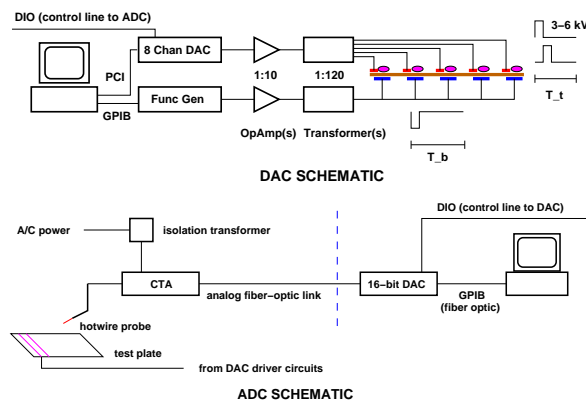 DIO (control line to ADC)
3−6 kV
8 Chan DAC
PCI
1:10
1:120
Func Gen
GPIB
T_t
OpAmp(s)
Transformer(s)
T_b
DAC SCHEMATIC
DIO (control line to DAC)
A/C power
isolation transformer
CTA
16−bit DAC
analog fiber−optic link
GPIB
(fiber optic)
hotwire probe
test plate
from DAC driver circuits
ADC SCHEMATIC